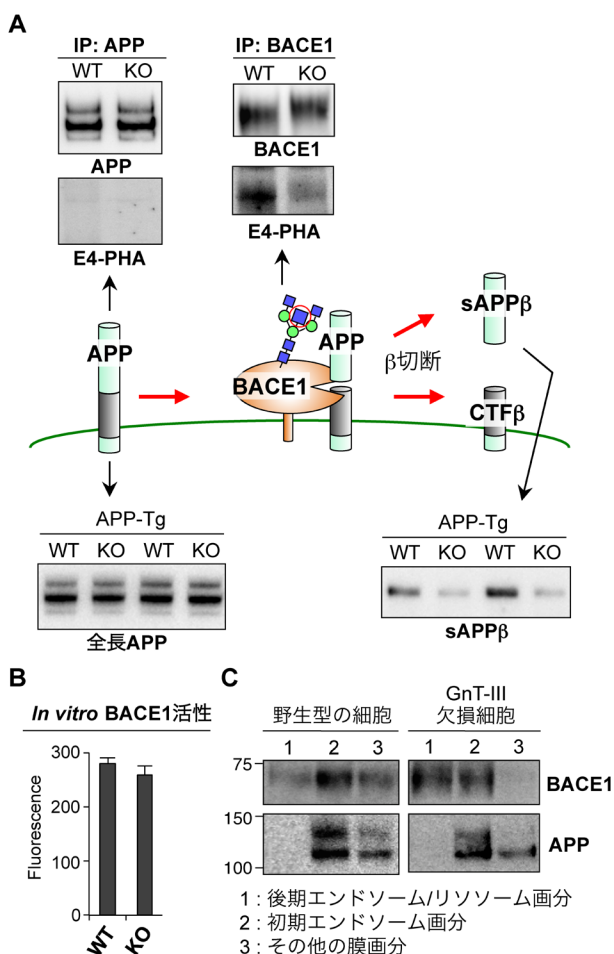 A
IP: APP
WT KO
APP
E4-PHA
IP: BACE1
WT KO
BACE1
E4-PHA
APP
BACE1
APP
β切断
sAPPβ
CTFβ
APP-Tg
WT KO WT KO
全長APP
APP-Tg
WT KO WT KO
sAPPβ
B
In vitro BACE1活性
Fluorescence
300
200
100
0
WT KO
C
野生型の細胞
GnT-III
欠損細胞
1 2 3 1 2 3
75
BACE1
150
100
APP
1 : 後期エンドソーム/リソソーム画分
2 : 初期エンドソーム画分
3 : その他の膜画分